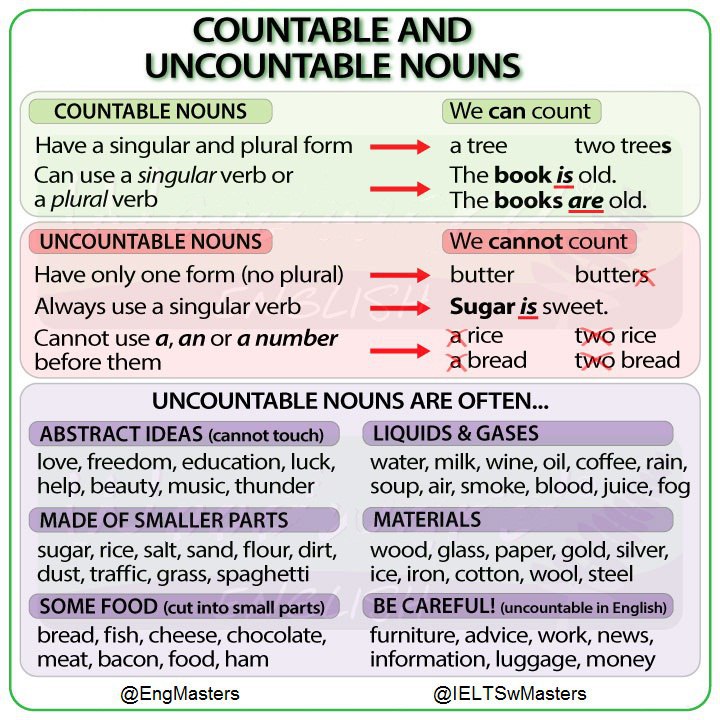 COUNTABLE AND
UNCOUNTABLE NOUNS
COUNTABLE NOUNS
We can count
Have a singular and plural form
a tree two trees
Can use a singular verb or
a plural verb
The book is old.
The books are old.
UNCOUNTABLE NOUNS
We cannot count
Have only one form (no plural)
butter butters
Always use a singular verb
Sugar is sweet.
Cannot use a, an or a number
before them
a rice two rice
a bread two bread
UNCOUNTABLE NOUNS ARE OFTEN...
ABSTRACT IDEAS (cannot touch)
love, freedom, education, luck,
help, beauty, music, thunder
LIQUIDS & GASES
water, milk, wine, oil, coffee, rain,
soup, air, smoke, blood, juice, fog
MADE OF SMALLER PARTS
sugar, rice, salt, sand, flour, dirt,
dust, traffic, grass, spaghetti
MATERIALS
wood, glass, paper, gold, silver,
ice, iron, cotton, wool, steel
SOME FOOD (cut into small parts)
bread, fish, cheese, chocolate,
meat, bacon, food, ham
BE CAREFUL! (uncountable in English)
furniture, advice, work, news,
information, luggage, money
@EngMasters
@IELTSwMasters
ENGLISH
ENGLISH